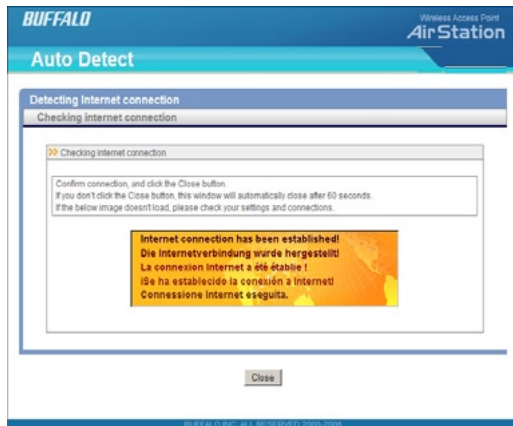 BUFFALO
Wireless Access Point
AirStation
Auto Detect
Detecting Internet connection
Checking internet connection
Checking internet connection
Confirm connection, and click the Close button.
If you don't click the Close button, this window will automatically close after 60 seconds.
If the below image doesn't load, please check your settings and connections.
Internet connection has been established!
Die Internetverbindung wurde hergestellt!
La connexion Internet a été établie !
¡Se ha establecido la conexión a Internet!
Connessione Internet eseguita.
Close
BUFFALO INC. ALL RESERVED 2000-2006